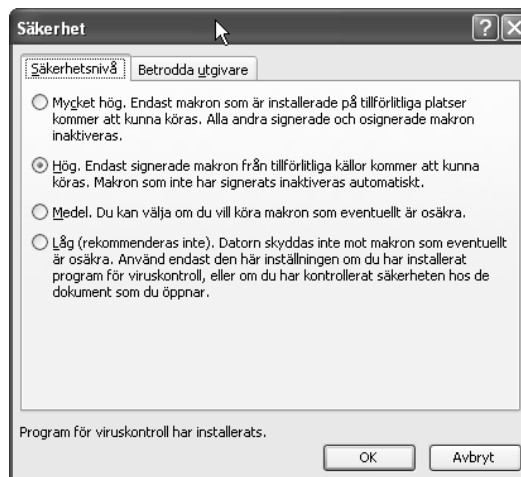 Säkerhet
Säkerhetsnivå
Betrodda utgivare
Mycket hög. Endast makron som är installerade på tillförlitliga platser
kommer att kunna köras. Alla andra signerade och osignerade makron
inaktiveras.
Hög. Endast signerade makron från tillförlitliga källor kommer att kunna
köras. Makron som inte har signerats inaktiveras automatiskt.
Medel. Du kan välja om du vill köra makron som eventuellt är osäkra.
Låg (rekommenderas inte). Datorn skyddas inte mot makron som eventuellt
är osäkra. Använd endast den här inställningen om du har installerat
program för viruskontroll, eller om du har kontrollerat säkerheten hos de
dokument som du öppnar.
Program för viruskontroll har installerats.
OK
Avbryt